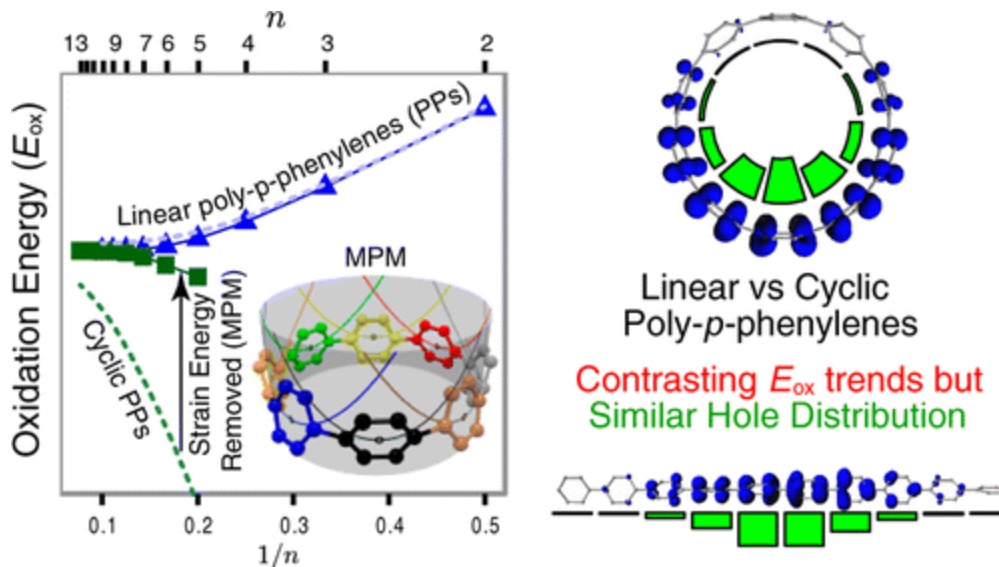 n
13 9 7 6 5 4 3 2
Oxidation Energy (Eox)
Linear poly-p-phenylenes (PPs)
Cyclic PPs
Strain Energy
Removed (MPM)
MPM
0.1 0.2 0.3 0.4 0.5
1/n
Linear vs Cyclic
Poly-p-phenylenes
Contrasting Eox trends but
Similar Hole Distribution